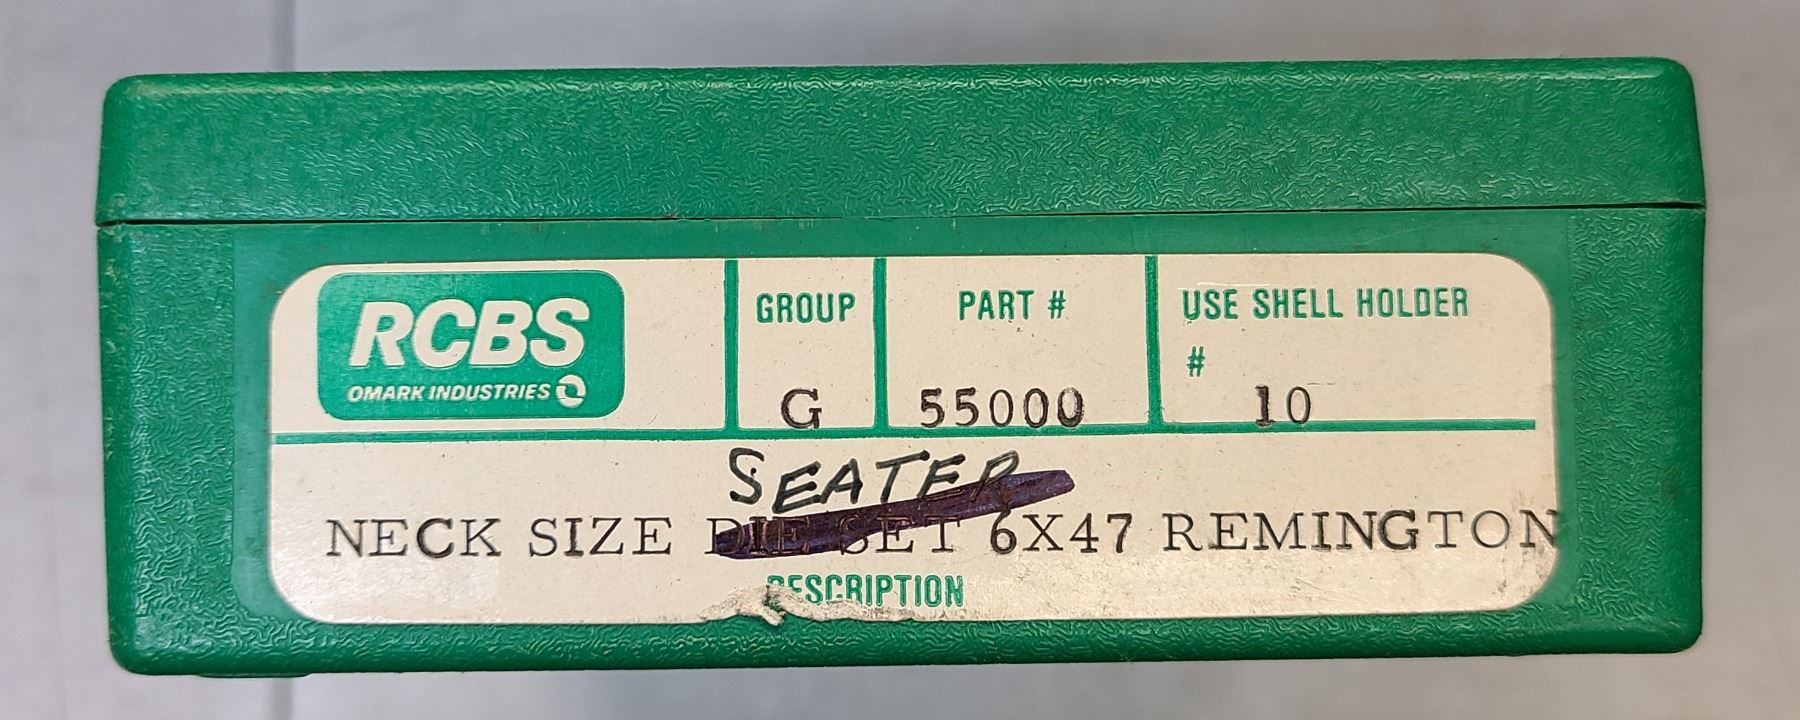 RCBS
OMARK INDUSTRIES
GROUP
G
PART #
55000
USE SHELL HOLDER
# 10
SEATER
NECK SIZE DIE SET 6X47 REMINGTON
DESCRIPTION